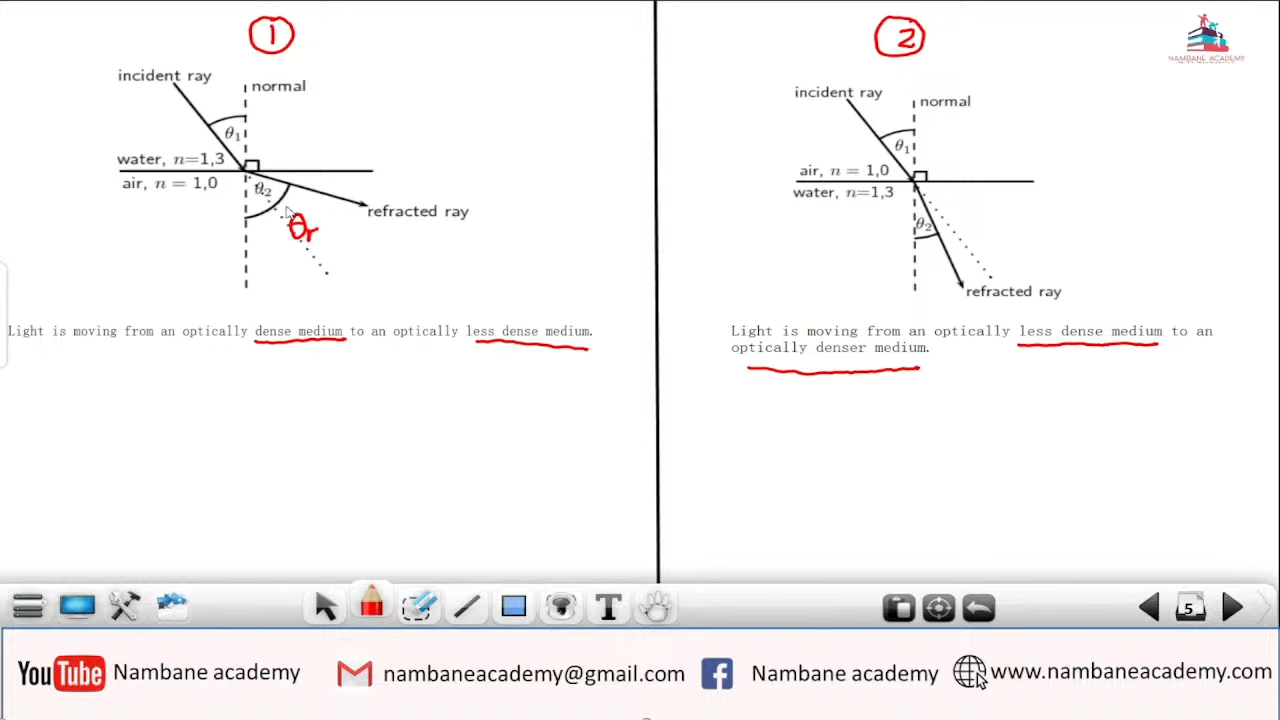 1
incident ray
normal
θ1
water, n=1,3
air, n = 1,0
θ2
refracted ray
θr
Light is moving from an optically dense medium to an optically less dense medium.
2
NAMBANE ACADEMY
incident ray
normal
θ1
air, n = 1,0
water, n=1,3
θ2
refracted ray
Light is moving from an optically less dense medium to an
optically denser medium.
T
5
YouTube Nambane academy
nambaneacademy@gmail.com
f Nambane academy
www.nambaneacademy.com